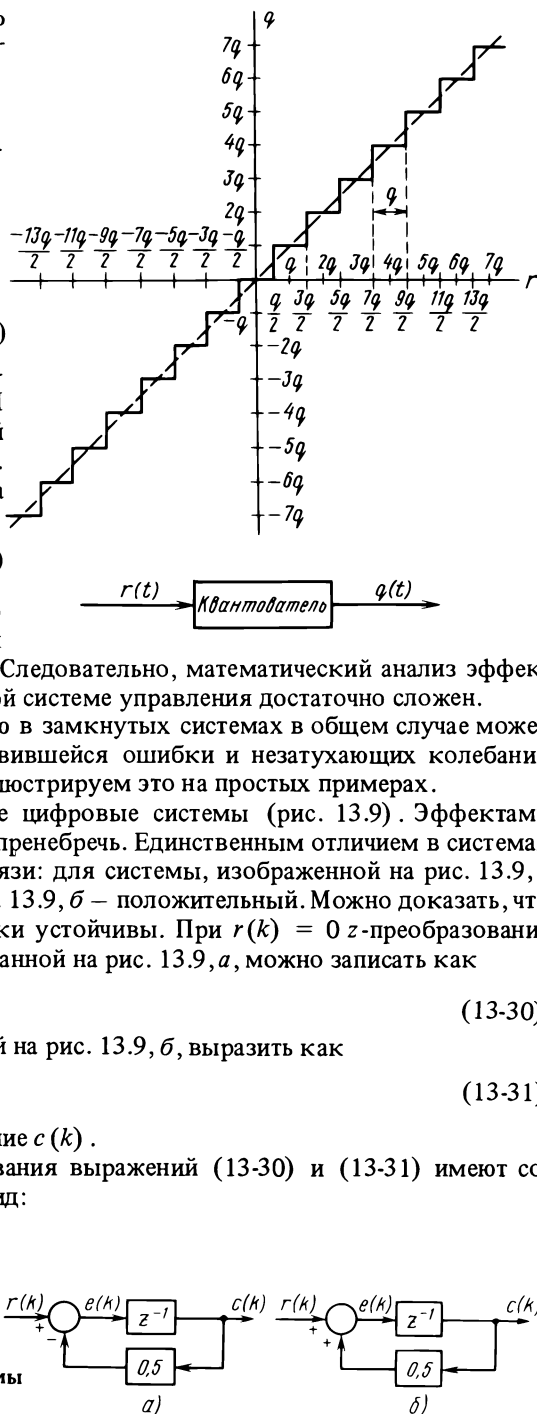 q
7q
6q
5q
4q
3q
2q
-13q/2 -11q/2 -9q/2 -7q/2 -5q/2 -3q/2 -q/2
q 2q 3q 4q 5q 6q 7q
r
q/2 3q/2 5q/2 7q/2 9q/2 11q/2 13q/2
q
-q
-2q
-3q
-4q
-5q
-6q
-7q
r(t) Квантователь q(t)
Следовательно, математический анализ эффек
ой системе управления достаточно сложен.
ю в замкнутых системах в общем случае може
вившейся ошибки и незатухающих колебани
люстрируем это на простых примерах.
е цифровые системы (рис. 13.9). Эффектам
пренебречь. Единственным отличием в система
язи: для системы, изображенной на рис. 13.9,
. 13.9, б – положительный. Можно доказать, чт
ки устойчивы. При r(k) = 0 z-преобразовани
анной на рис. 13.9, а, можно записать как
(13-30)
й на рис. 13.9, б, выразить как
(13-31)
ние c (k) .
вания выражений (13-30) и (13-31) имеют со
ид:
r(k) + − e(k) z⁻¹ c(k) r(k) + + e(k) z⁻¹ c(k)
0,5 0,5
мы
а) б)